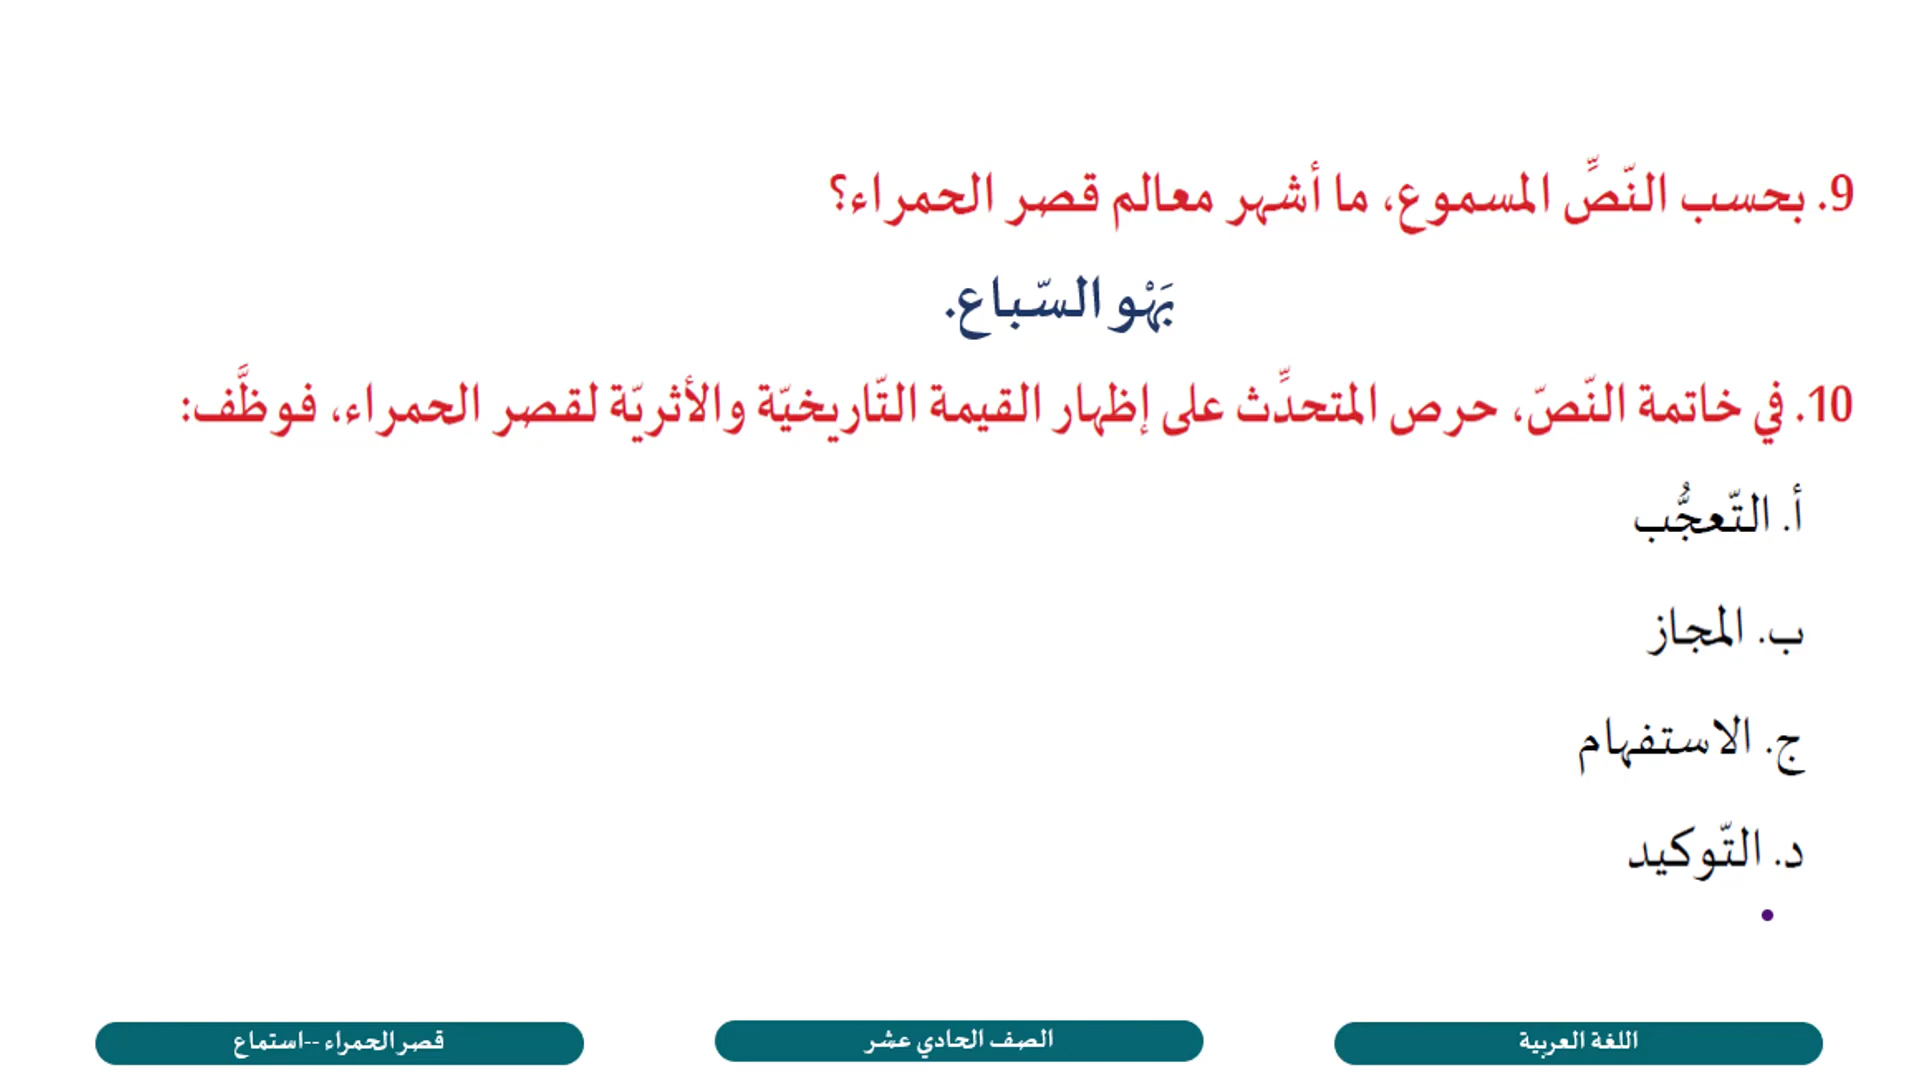 9. بحسب النّصِّ المسموع، ما أشهر معالم قصر الحمراء؟
بَهْو السّباع.
10. في خاتمة النّصّ، حرص المتحدِّث على إظهار القيمة التّاريخيّة والأثريّة لقصر الحمراء، فوظَّف:
أ. التّعجُّب
ب. المجاز
ج. الاستفهام
د. التّوكيد
اللغة العربية
الصف الحادي عشر
قصر الحمراء --استماع